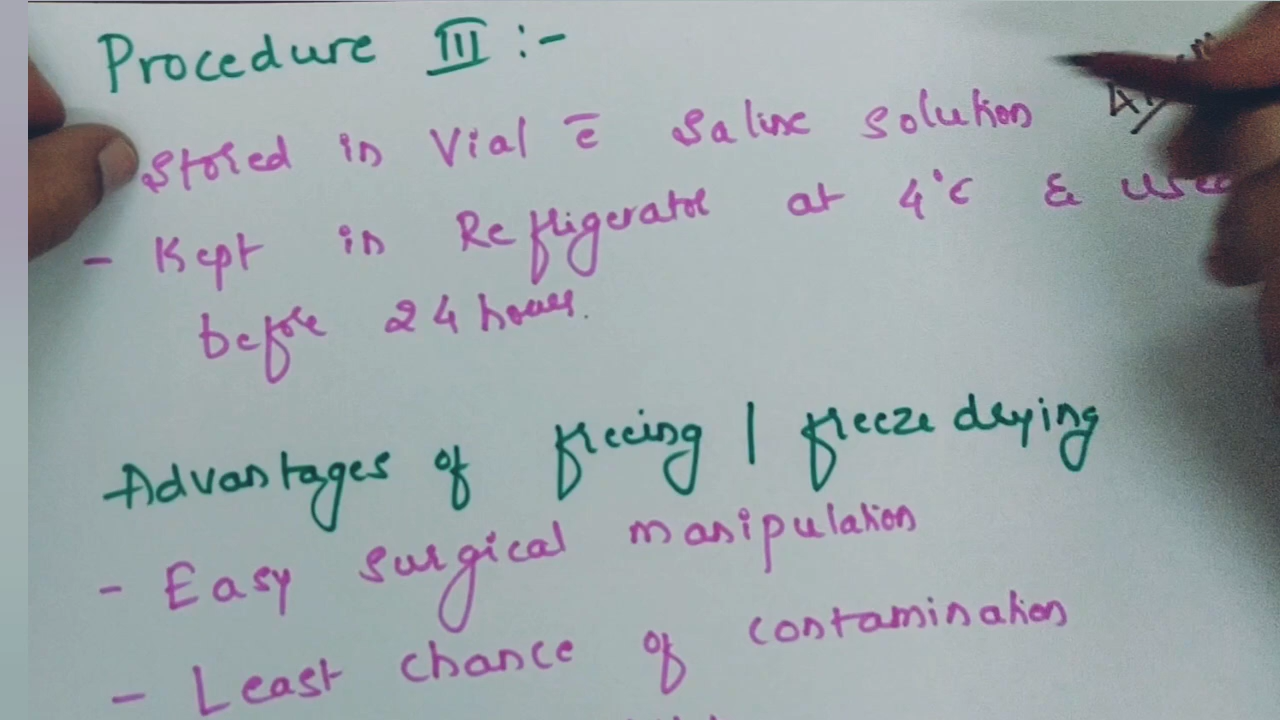 Procedure III :-
Stored in Vial c̄ Saline solution
- Kept in Refrigerator at 4°c & used
before 24 hours.
Advantages of freeing / freeze drying
- Easy surgical manipulation
- Least chance of contamination